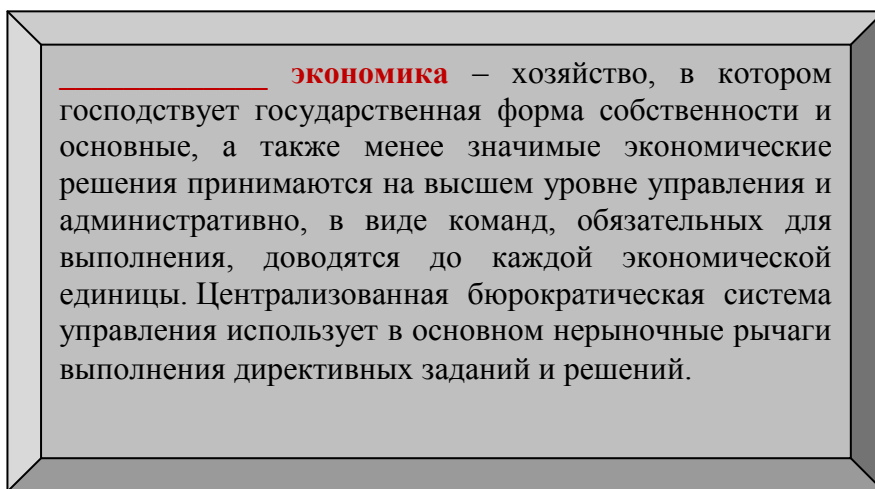 _____________ экономика – хозяйство, в котором
господствует государственная форма собственности и
основные, а также менее значимые экономические
решения принимаются на высшем уровне управления и
административно, в виде команд, обязательных для
выполнения, доводятся до каждой экономической
единицы. Централизованная бюрократическая система
управления использует в основном нерыночные рычаги
выполнения директивных заданий и решений.